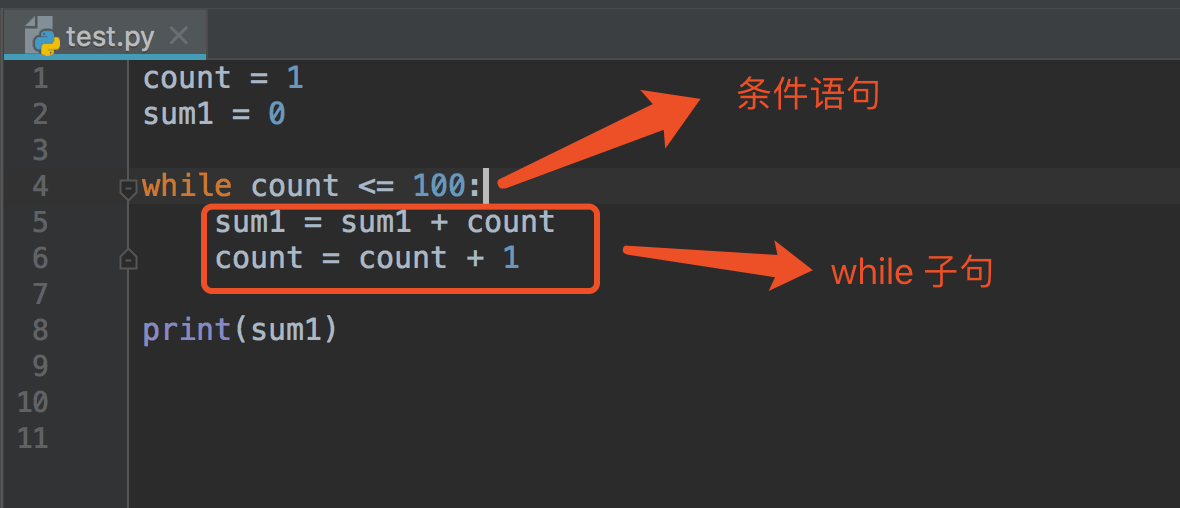 test.py
1 count = 1
2 sum1 = 0
3
4 while count <= 100:
5 sum1 = sum1 + count
6 count = count + 1
7
8 print(sum1)
9
10
11
条件语句
while 子句